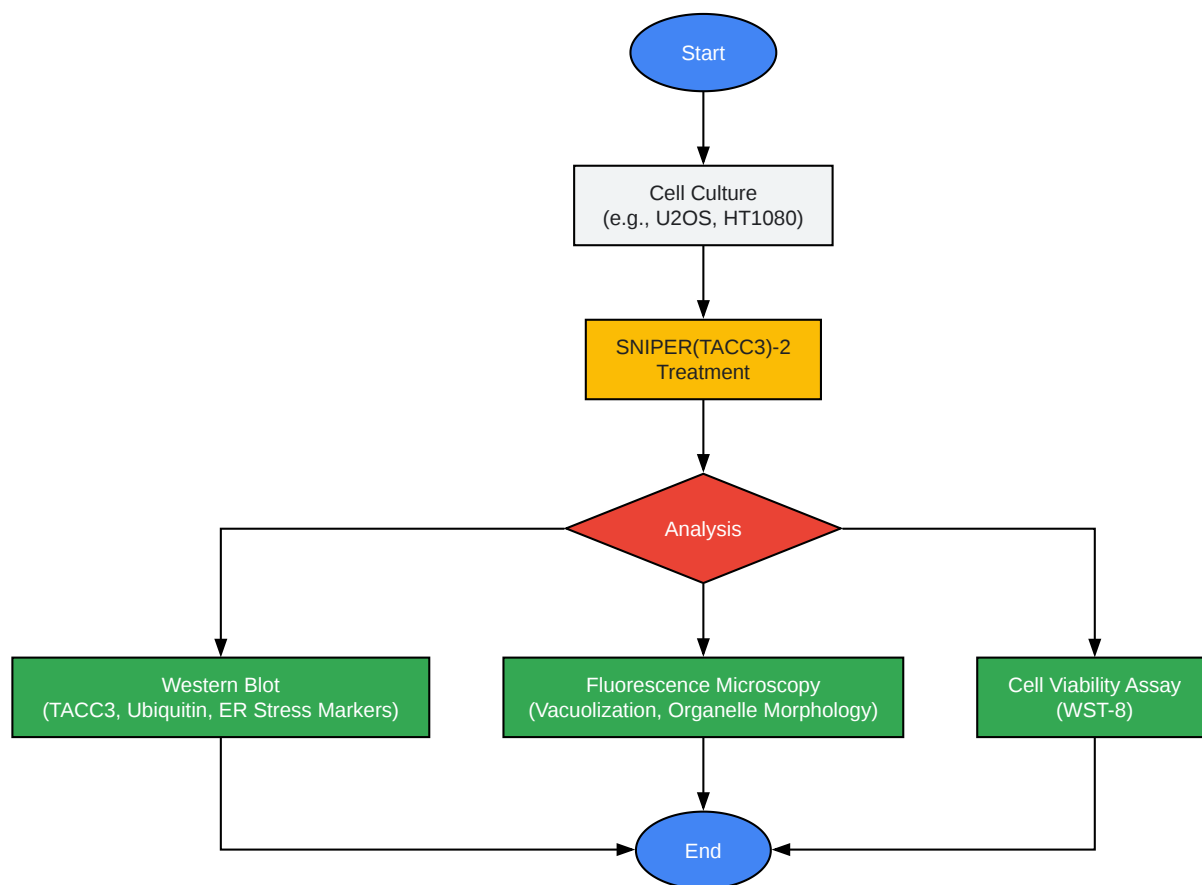 Start
Cell Culture
(e.g., U2OS, HT1080)
SNIPER(TACC3)-2
Treatment
Analysis
Western Blot
(TACC3, Ubiquitin, ER Stress Markers)
Fluorescence Microscopy
(Vacuolization, Organelle Morphology)
Cell Viability Assay
(WST-8)
End